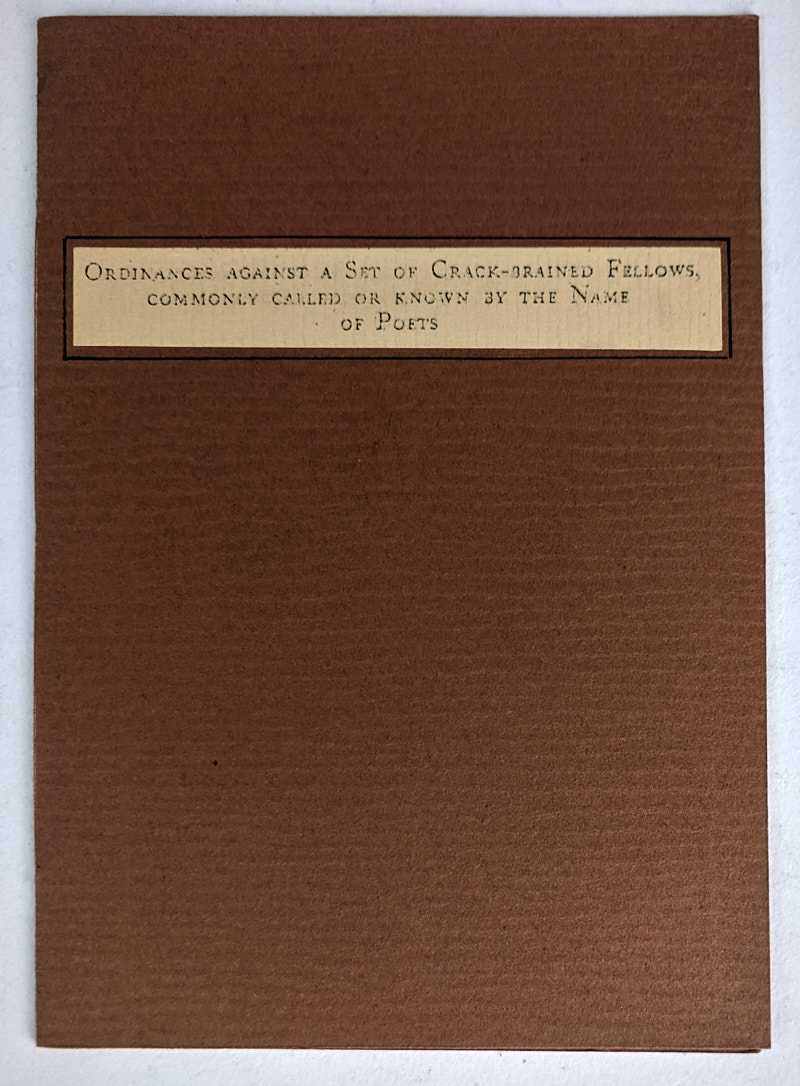 Ordinances against a Set of Crack-brained Fellows,
commonly called or known by the Name
of Poets